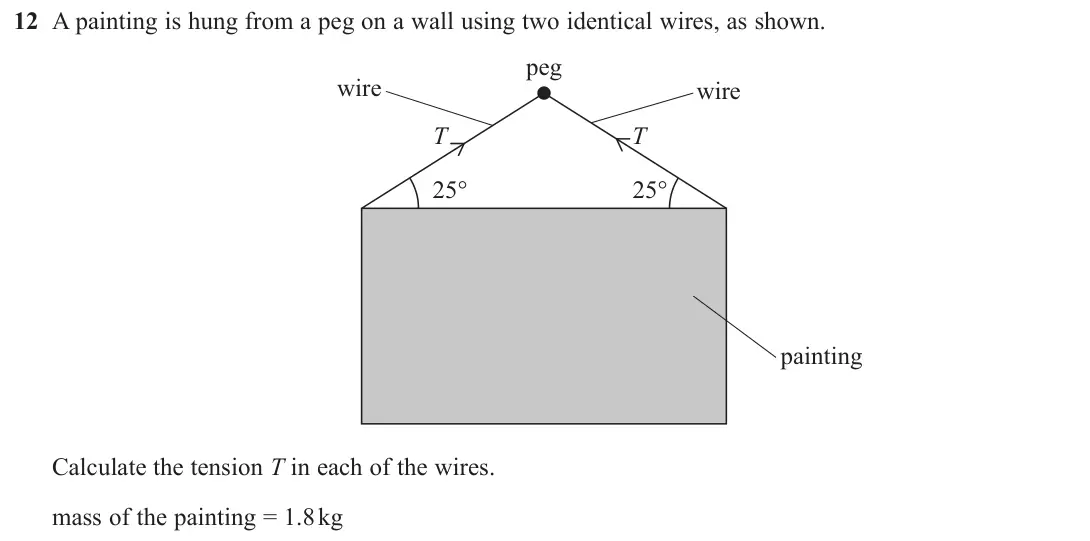 12 A painting is hung from a peg on a wall using two identical wires, as shown.
peg
wire
wire
T
T
25°
25°
painting
Calculate the tension T in each of the wires.
mass of the painting = 1.8 kg